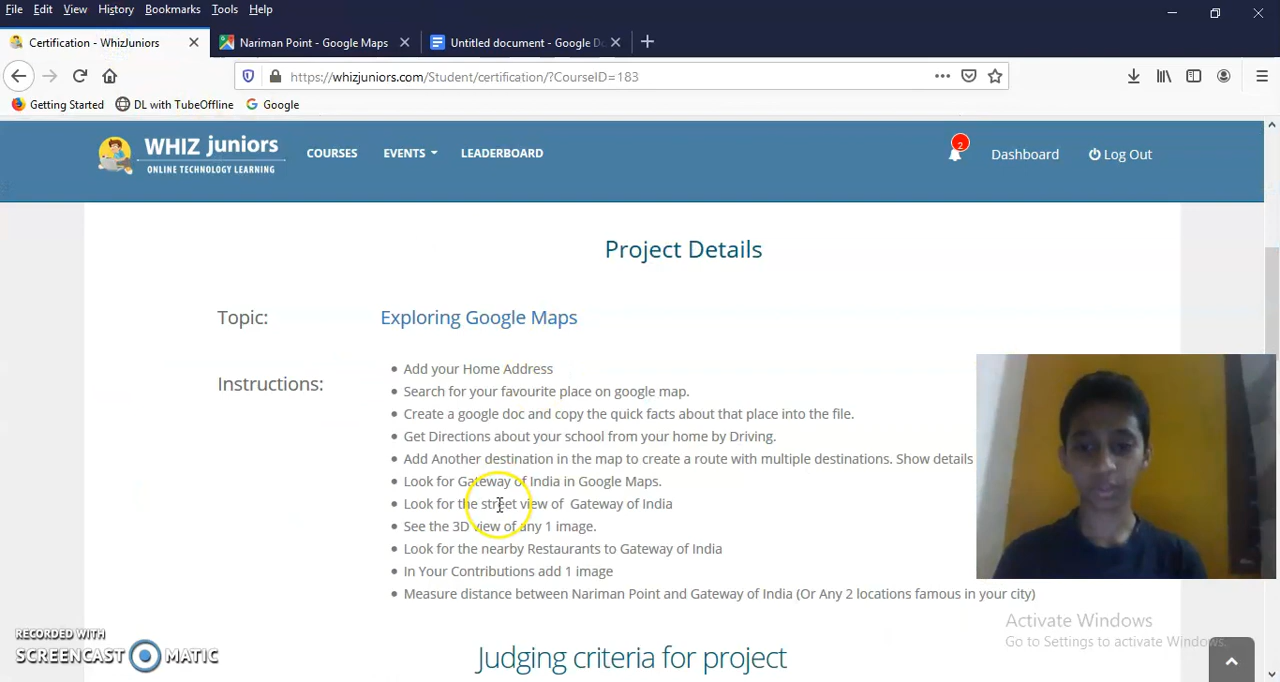 File Edit View History Bookmarks Tools Help
Certification - WhizJuniors
Nariman Point - Google Maps
Untitled document - Google Do
https://whizjuniors.com/Student/certification/?CourseID=183
Getting Started DL with TubeOffline Google
WHIZ juniors
ONLINE TECHNOLOGY LEARNING
COURSES EVENTS LEADERBOARD
2
Dashboard Log Out
Project Details
Topic: Exploring Google Maps
Instructions:
• Add your Home Address
• Search for your favourite place on google map.
• Create a google doc and copy the quick facts about that place into the file.
• Get Directions about your school from your home by Driving.
• Add Another destination in the map to create a route with multiple destinations. Show details
• Look for Gateway of India in Google Maps.
• Look for the street view of Gateway of India
• See the 3D view of any 1 image.
• Look for the nearby Restaurants to Gateway of India
• In Your Contributions add 1 image
• Measure distance between Nariman Point and Gateway of India (Or Any 2 locations famous in your city)
Judging criteria for project
Activate Windows
Go to Settings to activate Windows.
RECORDED WITH
SCREENCAST MATIC